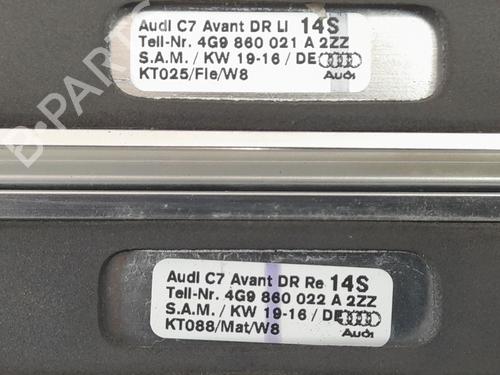 Audi C7 Avant DR LI 14S
Teil-Nr. 4G9 860 021 A 2ZZ
S.A.M. / KW 19-16 / DE
KT025/Fle/W8
Audi
Audi C7 Avant DR Re 14S
Teil-Nr. 4G9 860 022 A 2ZZ
S.A.M. / KW 19-16 / DE
KT088/Mat/W8
Audi